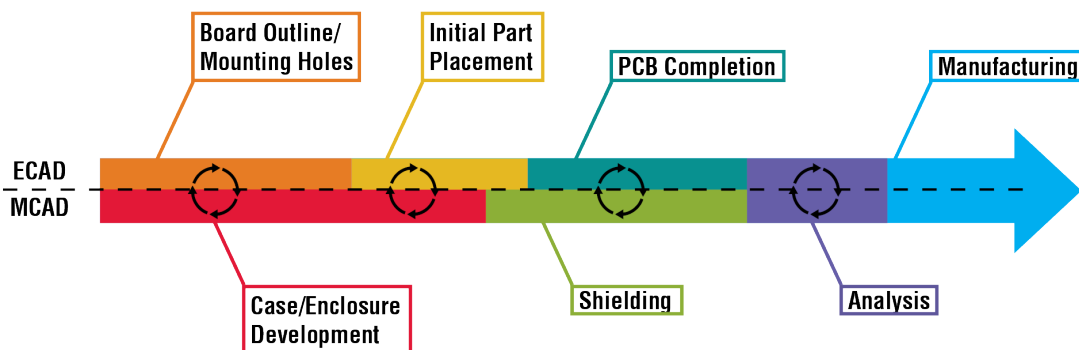 Board Outline/
Mounting Holes
Initial Part
Placement
PCB Completion
Manufacturing
ECAD
MCAD
Case/Enclosure
Development
Shielding
Analysis